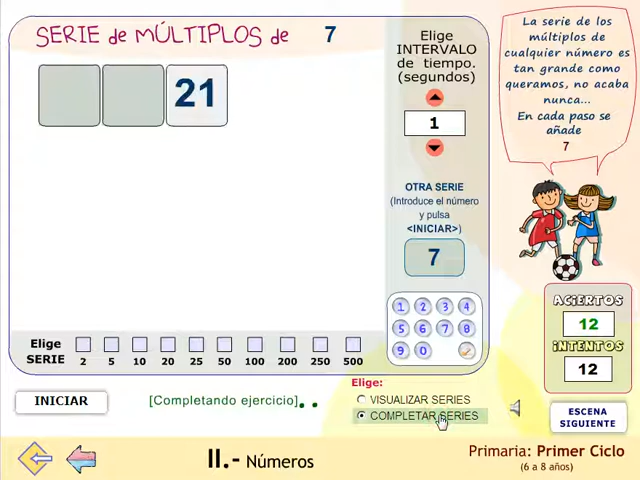 SERIE de MÚLTIPLOS de 7
21
Elige
INTERVALO
de tiempo.
(segundos)
1
OTRA SERIE
(Introduce el número
y pulsa
<INICIAR>)
7
1 2 3 4
5 6 7 8
9 0
La serie de los
múltiplos de
cualquier número es
tan grande como
queramos, no acaba
nunca...
En cada paso se
añade
7
ACiERTOS
12
iNTENTOS
12
Elige
SERIE
2 5 10 20 25 50 100 200 250 500
INICIAR
[Completando ejercicio]..
Elige:
VISUALIZAR SERIES
COMPLETAR SERIES
ESCENA
SIGUIENTE
II.- Números
Primaria: Primer Ciclo
(6 a 8 años)